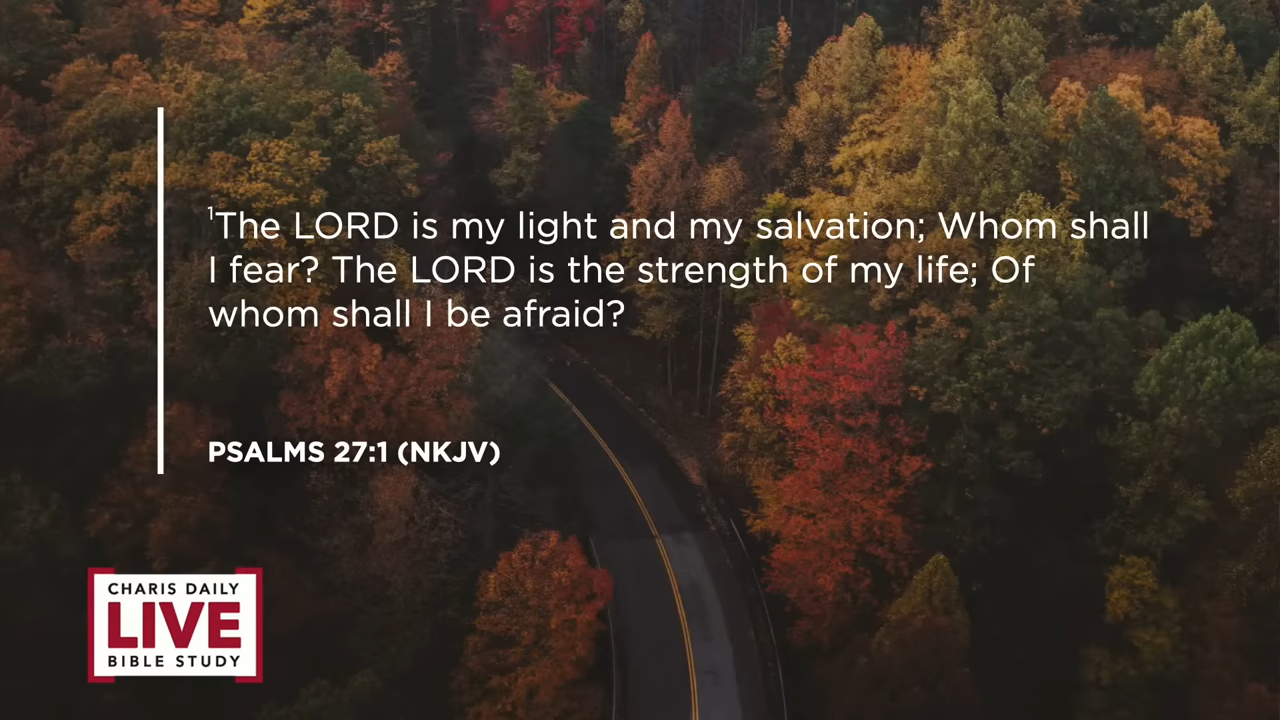 ¹The LORD is my light and my salvation; Whom shall
I fear? The LORD is the strength of my life; Of
whom shall I be afraid?
PSALMS 27:1 (NKJV)
CHARIS DAILY
LIVE
BIBLE STUDY